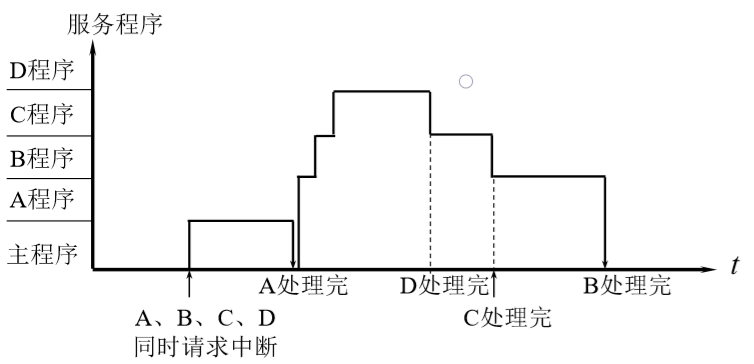 服务程序
D程序
C程序
B程序
A程序
主程序
t
A处理完
D处理完
B处理完
A、B、C、D
同时请求中断
C处理完